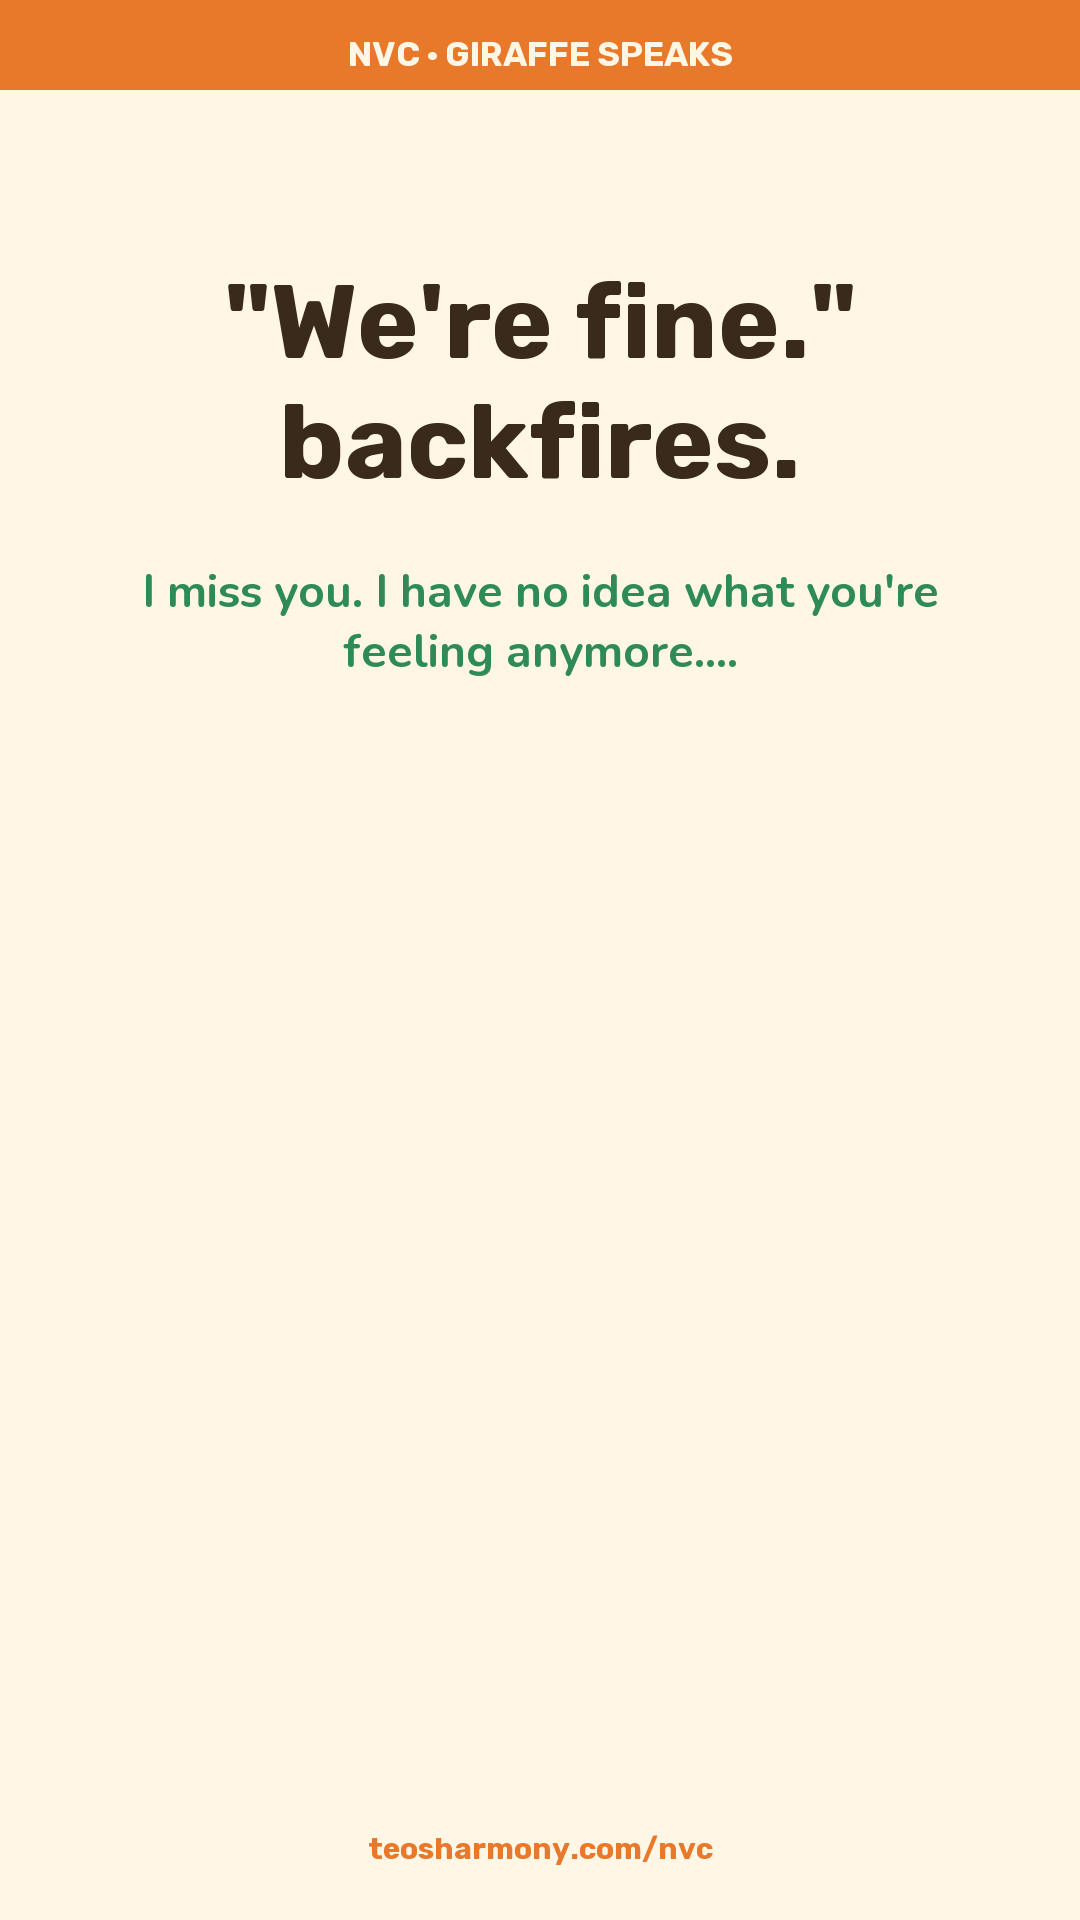 NVC • GIRAFFE SPEAKS
"We're fine."
backfires.
I miss you. I have no idea what you're
feeling anymore....
teosharmony.com/nvc